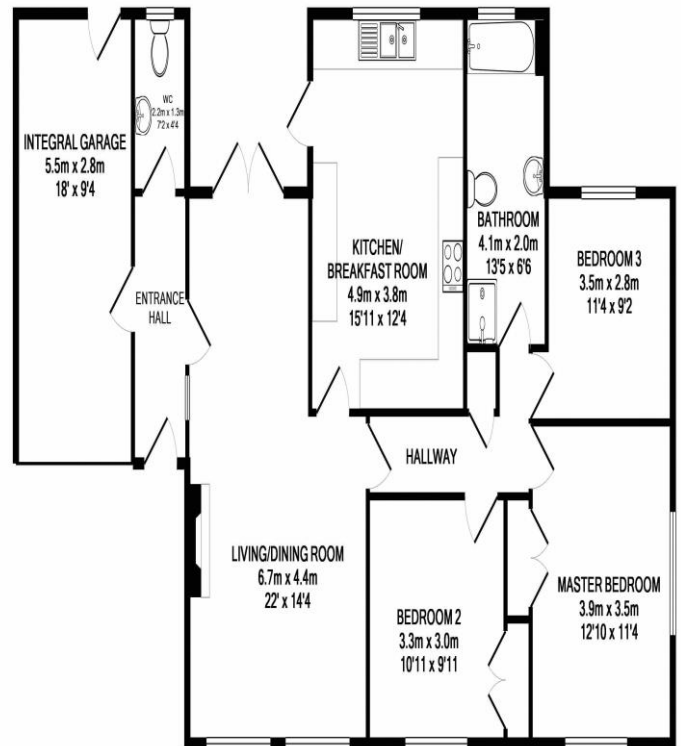 INTEGRAL GARAGE
5.5m x 2.8m
18' x 9'4
WC
2.2m x 1.3m
7'2 x 4'4
ENTRANCE
HALL
KITCHEN/
BREAKFAST ROOM
4.9m x 3.8m
15'11 x 12'4
BATHROOM
4.1m x 2.0m
13'5 x 6'6
BEDROOM 3
3.5m x 2.8m
11'4 x 9'2
HALLWAY
LIVING/DINING ROOM
6.7m x 4.4m
22' x 14'4
BEDROOM 2
3.3m x 3.0m
10'11 x 9'11
MASTER BEDROOM
3.9m x 3.5m
12'10 x 11'4